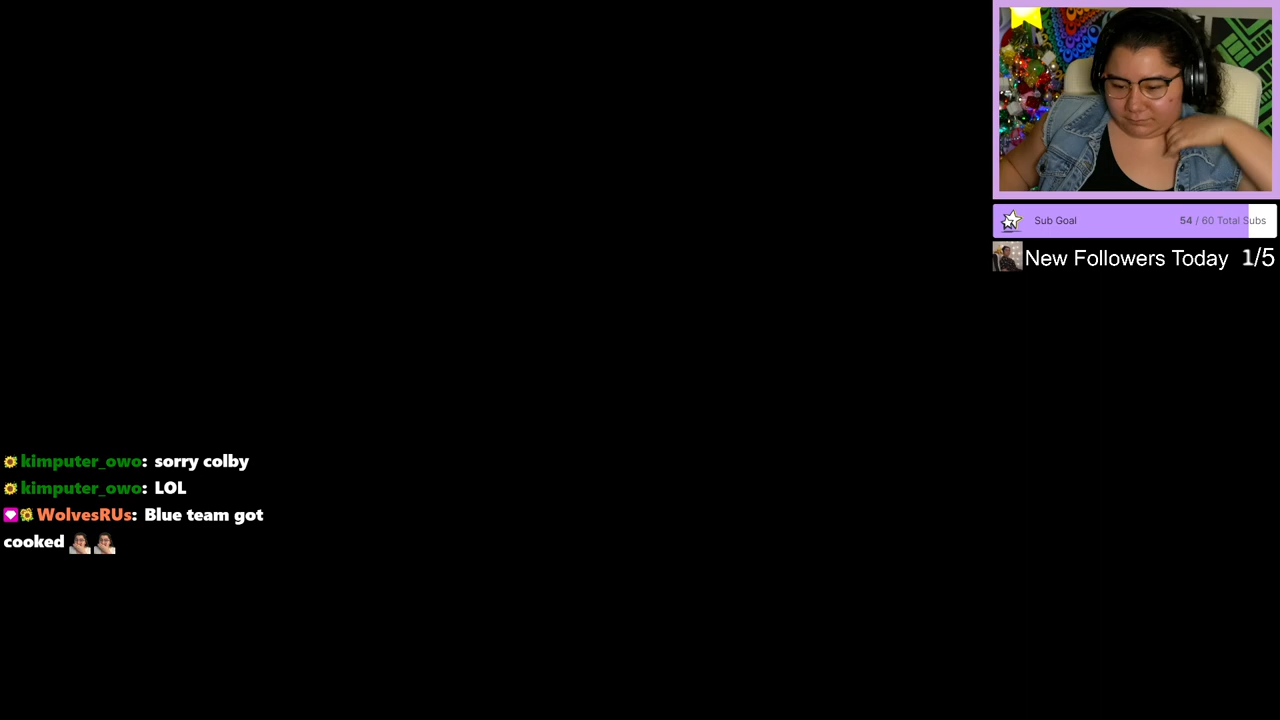 Sub Goal 54 / 60 Total Subs
New Followers Today 1/5
kimputer_owo: sorry colby
kimputer_owo: LOL
WolvesRUs: Blue team got
cooked